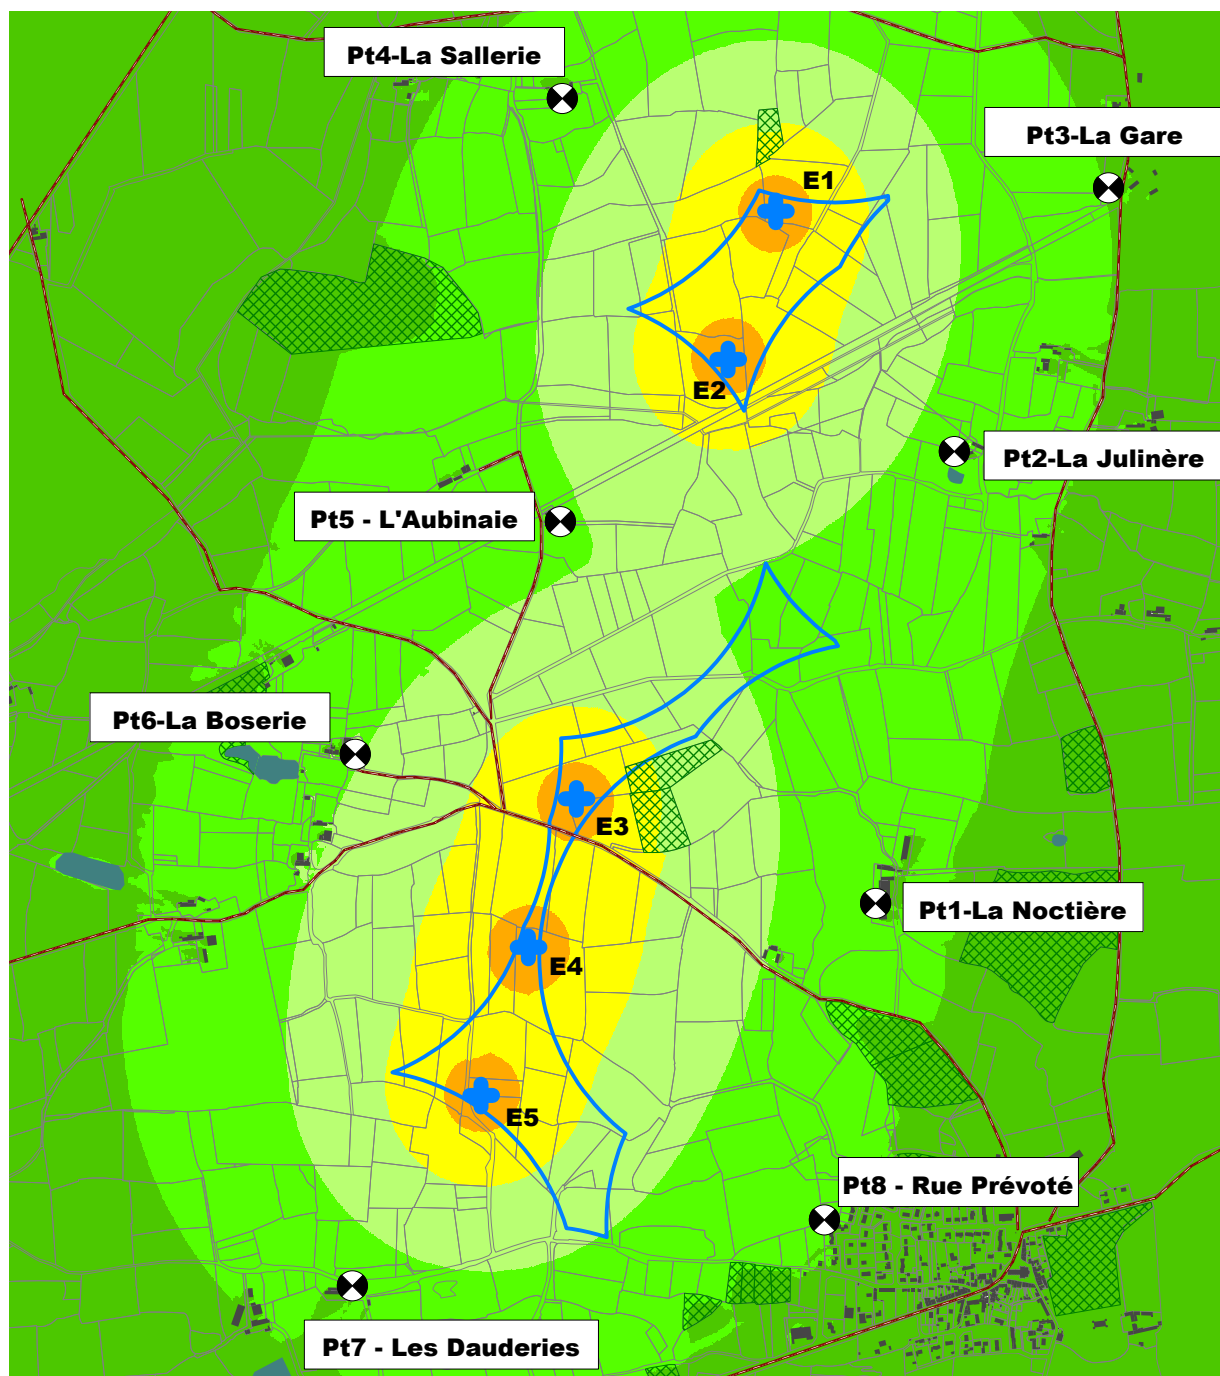 Pt4-La Sallerie
Pt3-La Gare
E1
E2
Pt2-La Julinère
Pt5 - L'Aubinaie
Pt6-La Boserie
E3
Pt1-La Noctière
E4
E5
Pt8 - Rue Prévoté
Pt7 - Les Dauderies